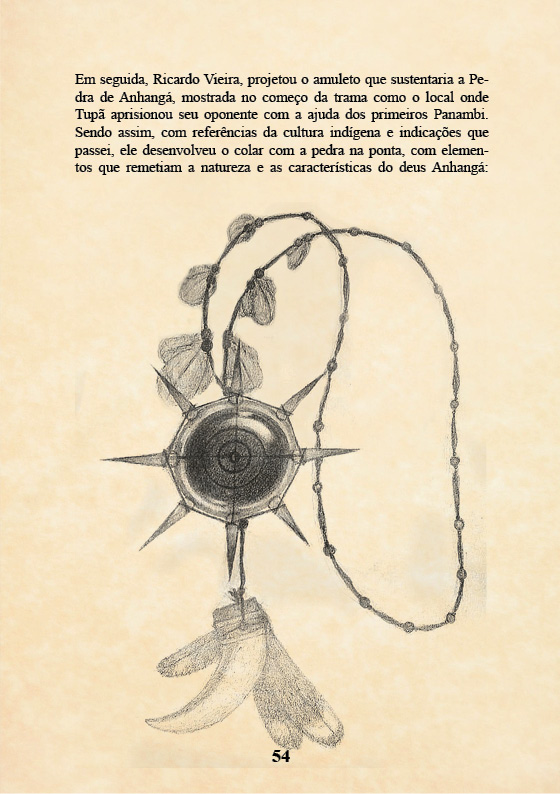 Em seguida, Ricardo Vieira, projetou o amuleto que sustentaria a Pe-
dra de Anhangá, mostrada no começo da trama como o local onde
Tupã aprisionou seu oponente com a ajuda dos primeiros Panambi.
Sendo assim, com referências da cultura indígena e indicações que
passei, ele desenvolveu o colar com a pedra na ponta, com elemen-
tos que remetiam a natureza e as características do deus Anhangá:
54